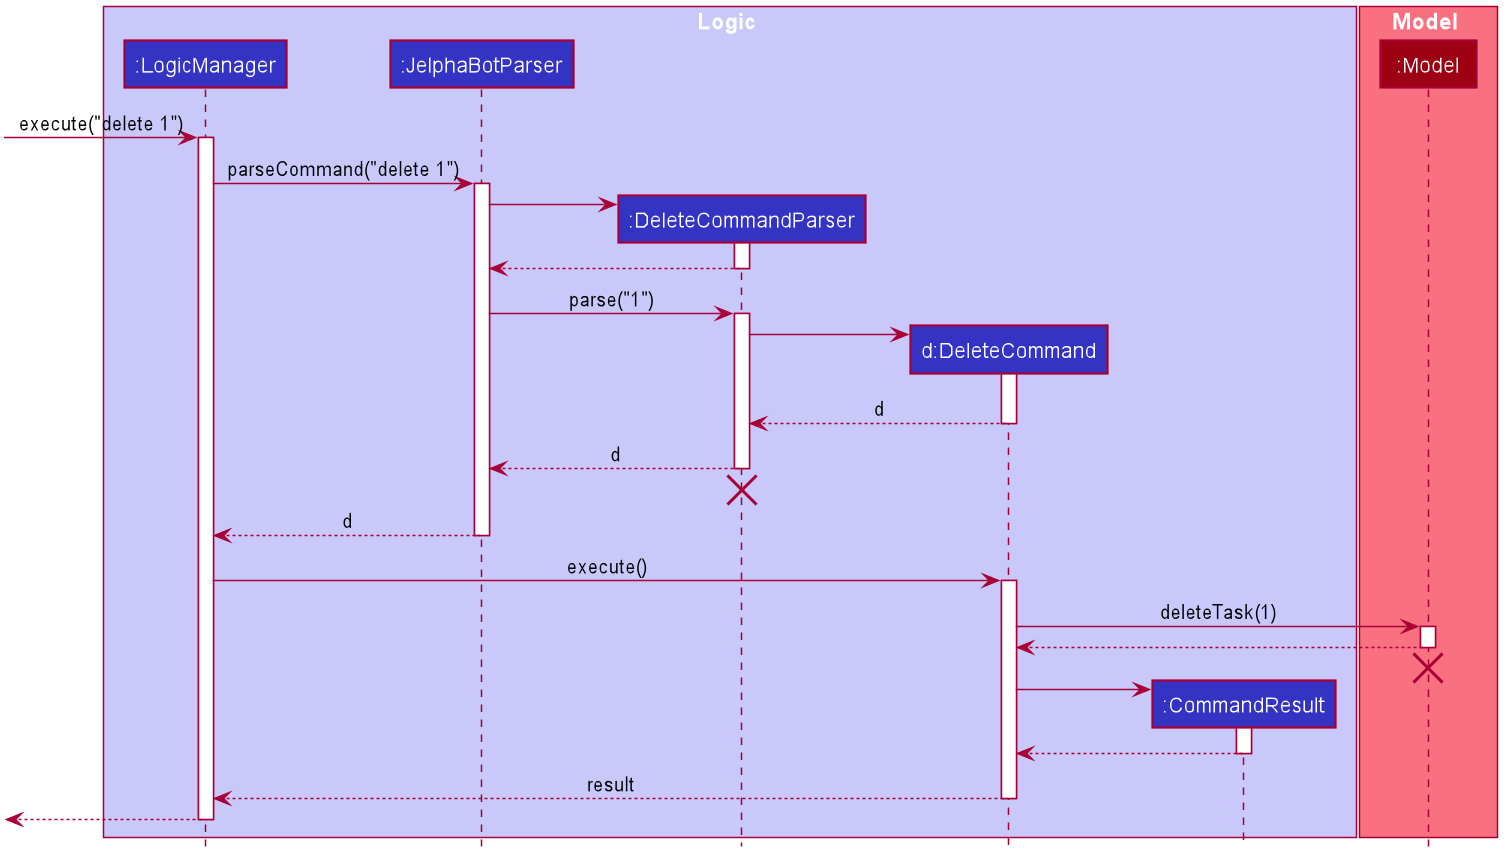 Logic
Model
:LogicManager
:JelphaBotParser
:Model
execute("delete 1")
parseCommand("delete 1")
:DeleteCommandParser
parse("1")
d:DeleteCommand
d
d
d
execute()
deleteTask(1)
:CommandResult
result